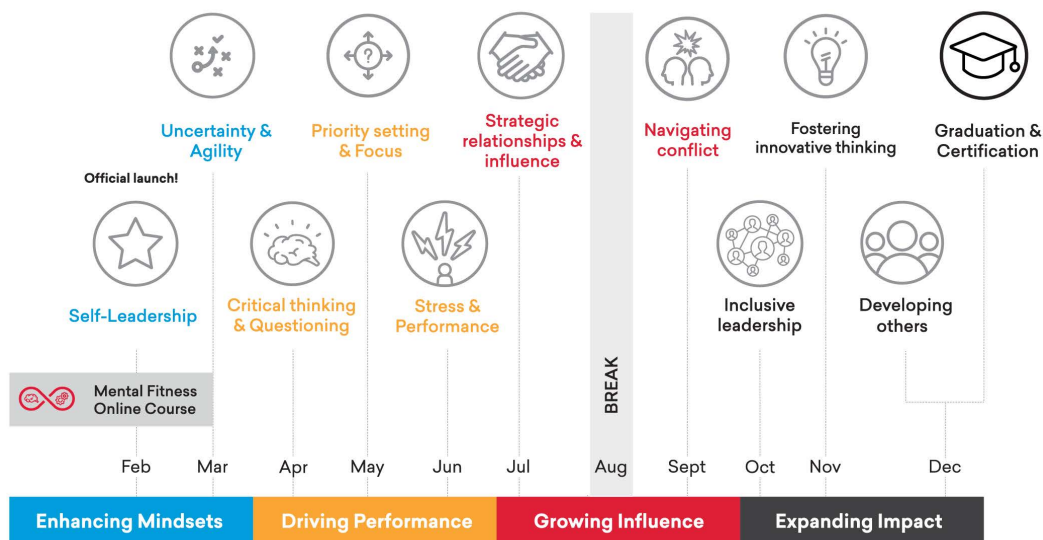 Uncertainty &
Agility
Priority setting
& Focus
?
Strategic
relationships &
influence
Navigating
conflict
Fostering
innovative thinking
Graduation &
Certification
Official launch!
Self-Leadership
Critical thinking
& Questioning
Stress &
Performance
Inclusive
leadership
Developing
others
Mental Fitness
Online Course
BREAK
Feb
Mar
Apr
May
Jun
Jul
Aug
Sept
Oct
Nov
Dec
Enhancing Mindsets
Driving Performance
Growing Influence
Expanding Impact